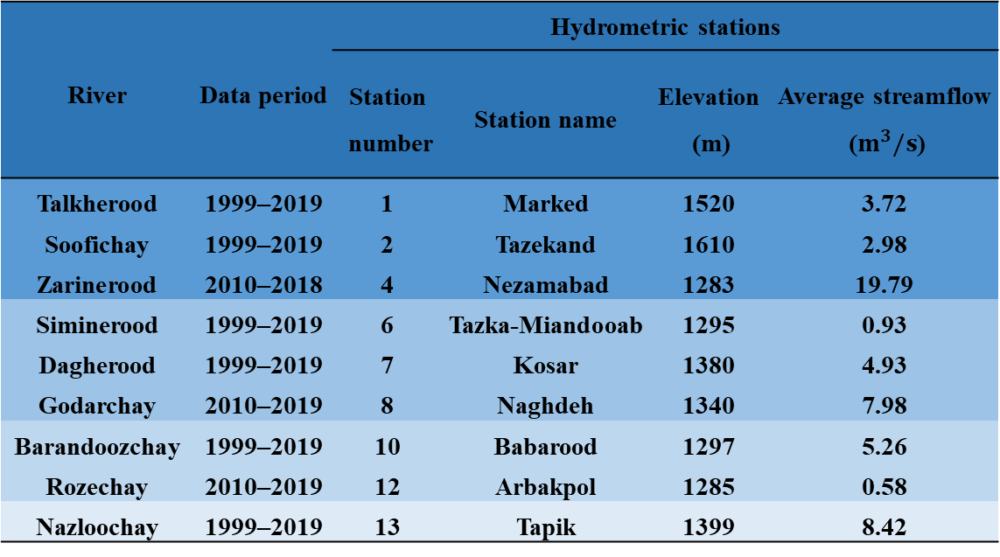 Hydrometric stations
River Data period Station number Station name Elevation (m) Average streamflow (m³/s)
Talkherood 1999–2019 1 Marked 1520 3.72
Soofichay 1999–2019 2 Tazekand 1610 2.98
Zarinerood 2010–2018 4 Nezamabad 1283 19.79
Siminerood 1999–2019 6 Tazka-Miandooab 1295 0.93
Dagherood 1999–2019 7 Kosar 1380 4.93
Godarchay 2010–2019 8 Naghdeh 1340 7.98
Barandoozchay 1999–2019 10 Babarood 1297 5.26
Rozechay 2010–2019 12 Arbakpol 1285 0.58
Nazloochay 1999–2019 13 Tapik 1399 8.42